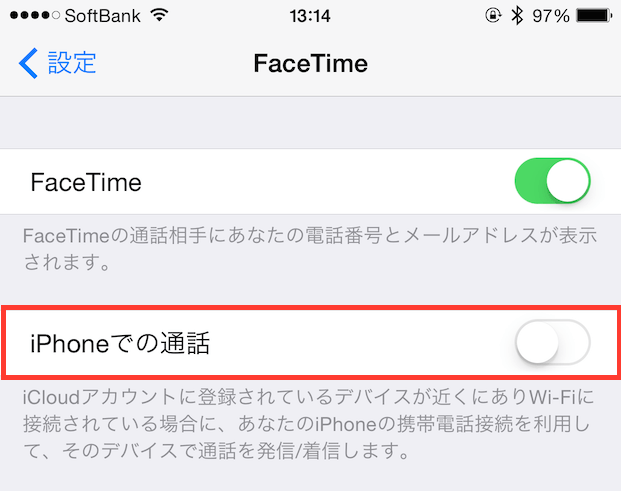 SoftBank 13:14 97%
設定 FaceTime
FaceTime
FaceTimeの通話相手にあなたの電話番号とメールアドレスが表示
されます。
iPhoneでの通話
iCloudアカウントに登録されているデバイスが近くにありWi-Fiに
接続されている場合に、あなたのiPhoneの携帯電話接続を利用し
て、そのデバイスで通話を発信/着信します。